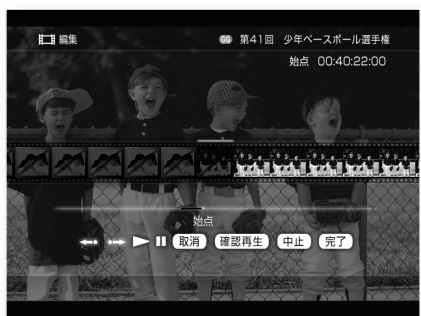 編集
GG 第41回 少年ベースボール選手権
始点 00:40:22:00
始点
取消 確認再生 中止 完了